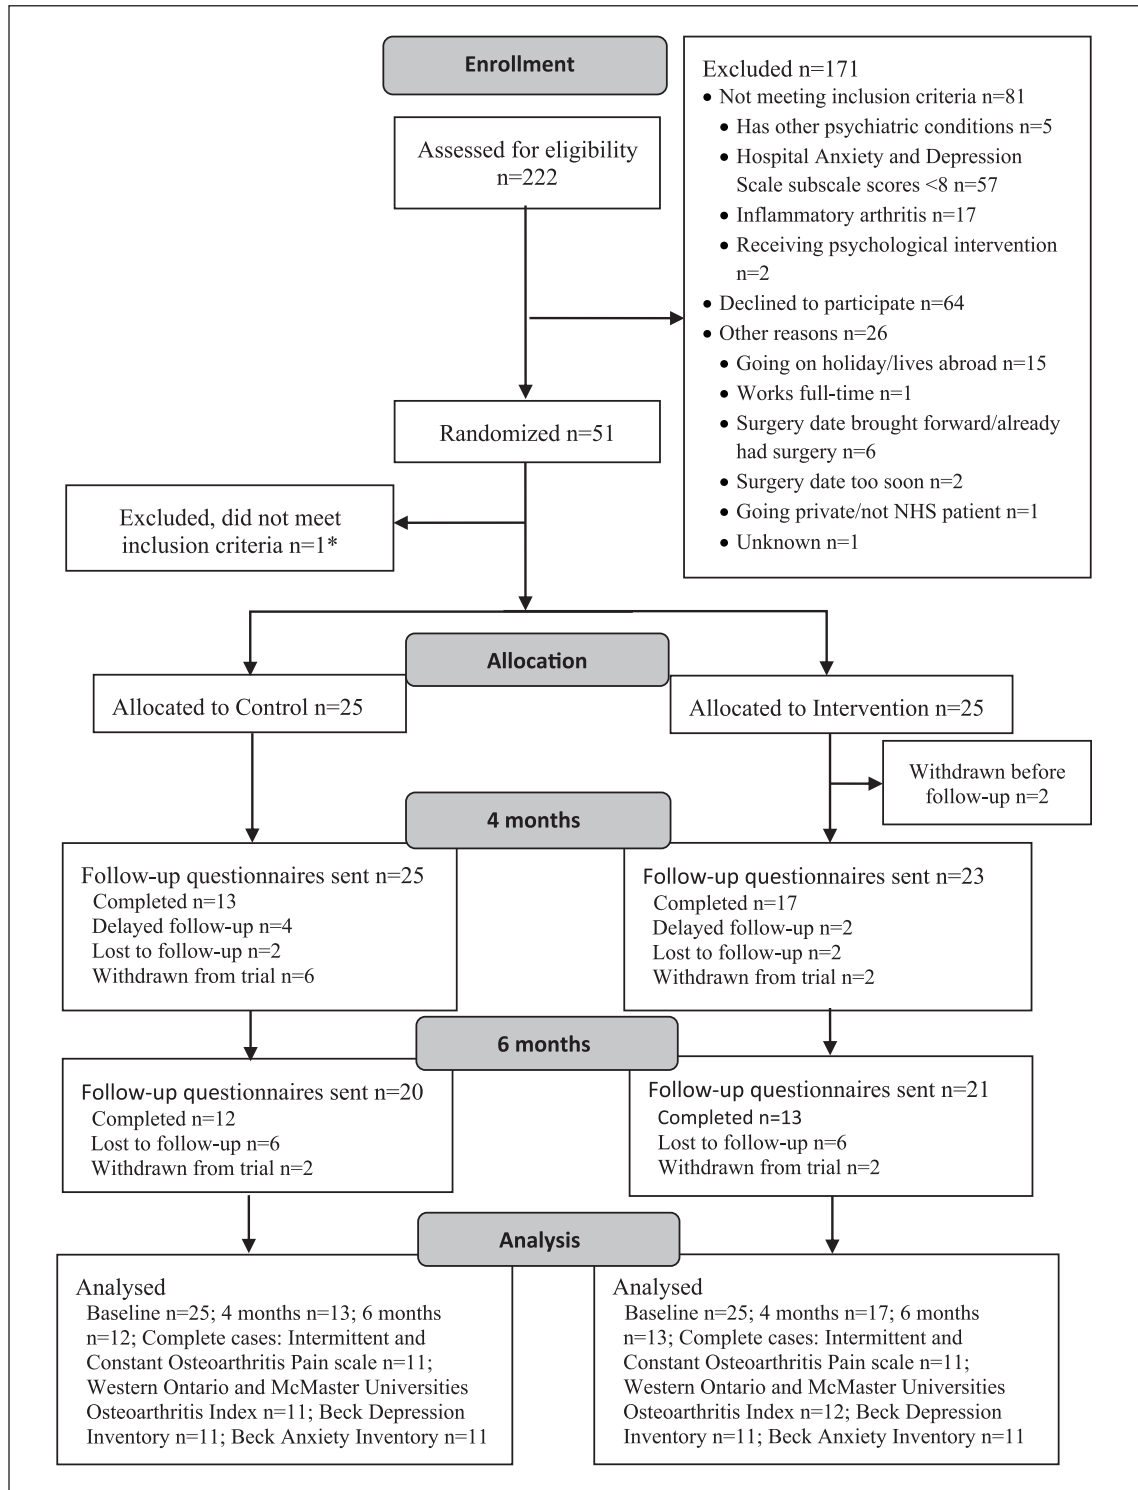 Enrollment
Assessed for eligibility
n=222
Excluded n=171
• Not meeting inclusion criteria n=81
• Has other psychiatric conditions n=5
• Hospital Anxiety and Depression
Scale subscale scores <8 n=57
• Inflammatory arthritis n=17
• Receiving psychological intervention
n=2
• Declined to participate n=64
• Other reasons n=26
• Going on holiday/lives abroad n=15
• Works full-time n=1
• Surgery date brought forward/already
had surgery n=6
• Surgery date too soon n=2
• Going private/not NHS patient n=1
• Unknown n=1
Randomized n=51
Excluded, did not meet
inclusion criteria n=1*
Allocation
Allocated to Control n=25
Allocated to Intervention n=25
Withdrawn before
follow-up n=2
4 months
Follow-up questionnaires sent n=25
Completed n=13
Delayed follow-up n=4
Lost to follow-up n=2
Withdrawn from trial n=6
Follow-up questionnaires sent n=23
Completed n=17
Delayed follow-up n=2
Lost to follow-up n=2
Withdrawn from trial n=2
6 months
Follow-up questionnaires sent n=20
Completed n=12
Lost to follow-up n=6
Withdrawn from trial n=2
Follow-up questionnaires sent n=21
Completed n=13
Lost to follow-up n=6
Withdrawn from trial n=2
Analysis
Analysed
Baseline n=25; 4 months n=13; 6 months
n=12; Complete cases: Intermittent and
Constant Osteoarthritis Pain scale n=11;
Western Ontario and McMaster Universities
Osteoarthritis Index n=11; Beck Depression
Inventory n=11; Beck Anxiety Inventory n=11
Analysed
Baseline n=25; 4 months n=17; 6 months
n=13; Complete cases: Intermittent and
Constant Osteoarthritis Pain scale n=11;
Western Ontario and McMaster Universities
Osteoarthritis Index n=12; Beck Depression
Inventory n=11; Beck Anxiety Inventory n=11